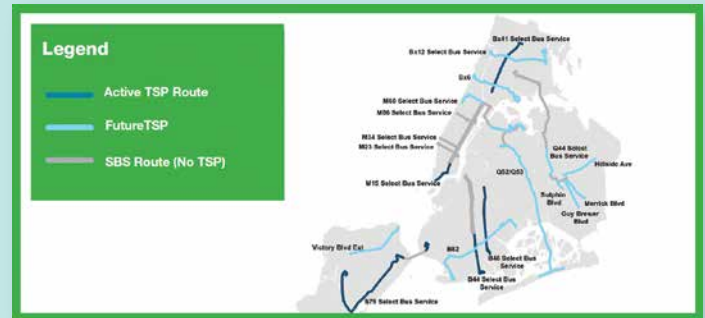 Legend
Active TSP Route
FutureTSP
SBS Route (No TSP)
Bx41 Select Bus Service
Bx12 Select Bus Service
Bx6
M60 Select Bus Service
M86 Select Bus Service
M34 Select Bus Service
M23 Select Bus Service
M15 Select Bus Service
Q44 Select
Bus Service
Hillside Ave
Q52/Q53
Sutphin
Blvd
Merrick Blvd
Guy Brewer
Blvd
Victory Blvd Ext
B82
B46 Select Bus
Service
B44 Select Bus
Service
S79 Select Bus Service